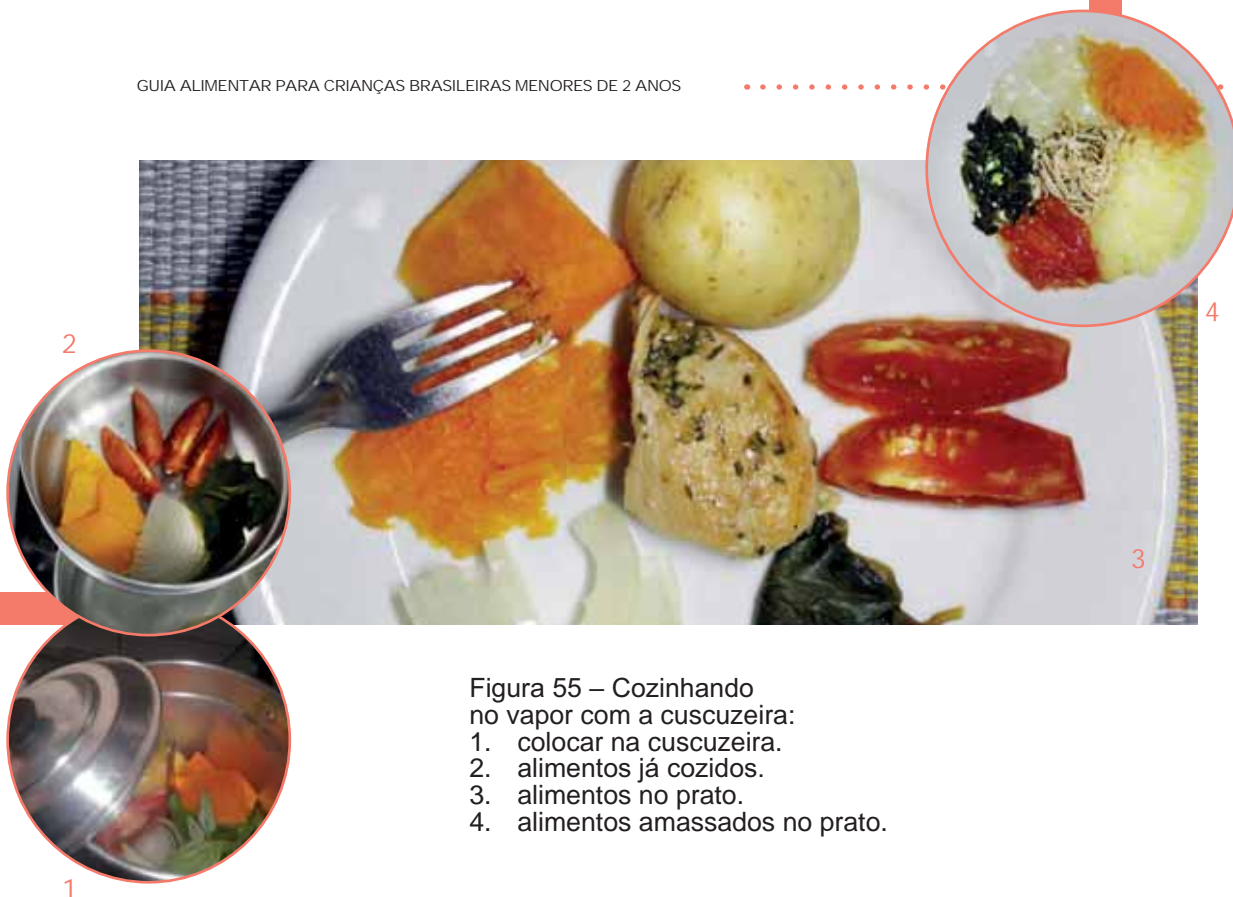 GUIA ALIMENTAR PARA CRIANÇAS BRASILEIRAS MENORES DE 2 ANOS
4
2
3
Figura 55 – Cozinhando
no vapor com a cuscuzeira:
1. colocar na cuscuzeira.
2. alimentos já cozidos.
3. alimentos no prato.
4. alimentos amassados no prato.
1